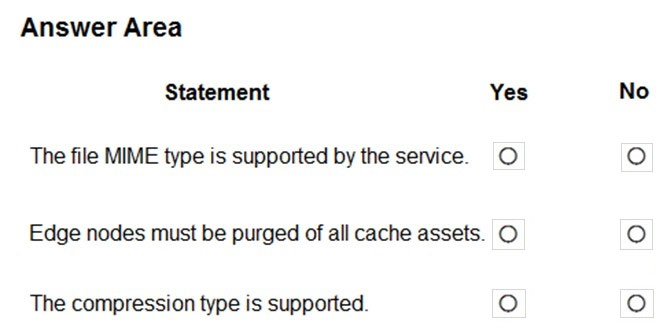 Answer Area
Statement Yes No
The file MIME type is supported by the service.
Edge nodes must be purged of all cache assets.
The compression type is supported.